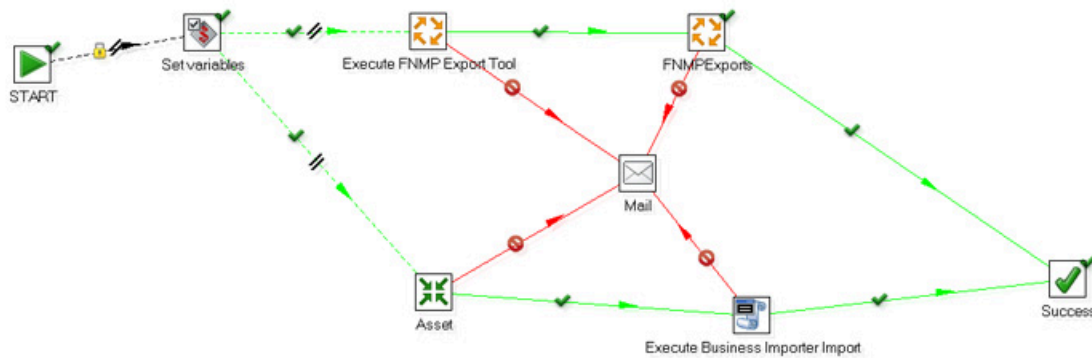 START
Set variables
Execute FNMP Export Tool
FNMPExports
Mail
Asset
Execute Business Importer Import
Success